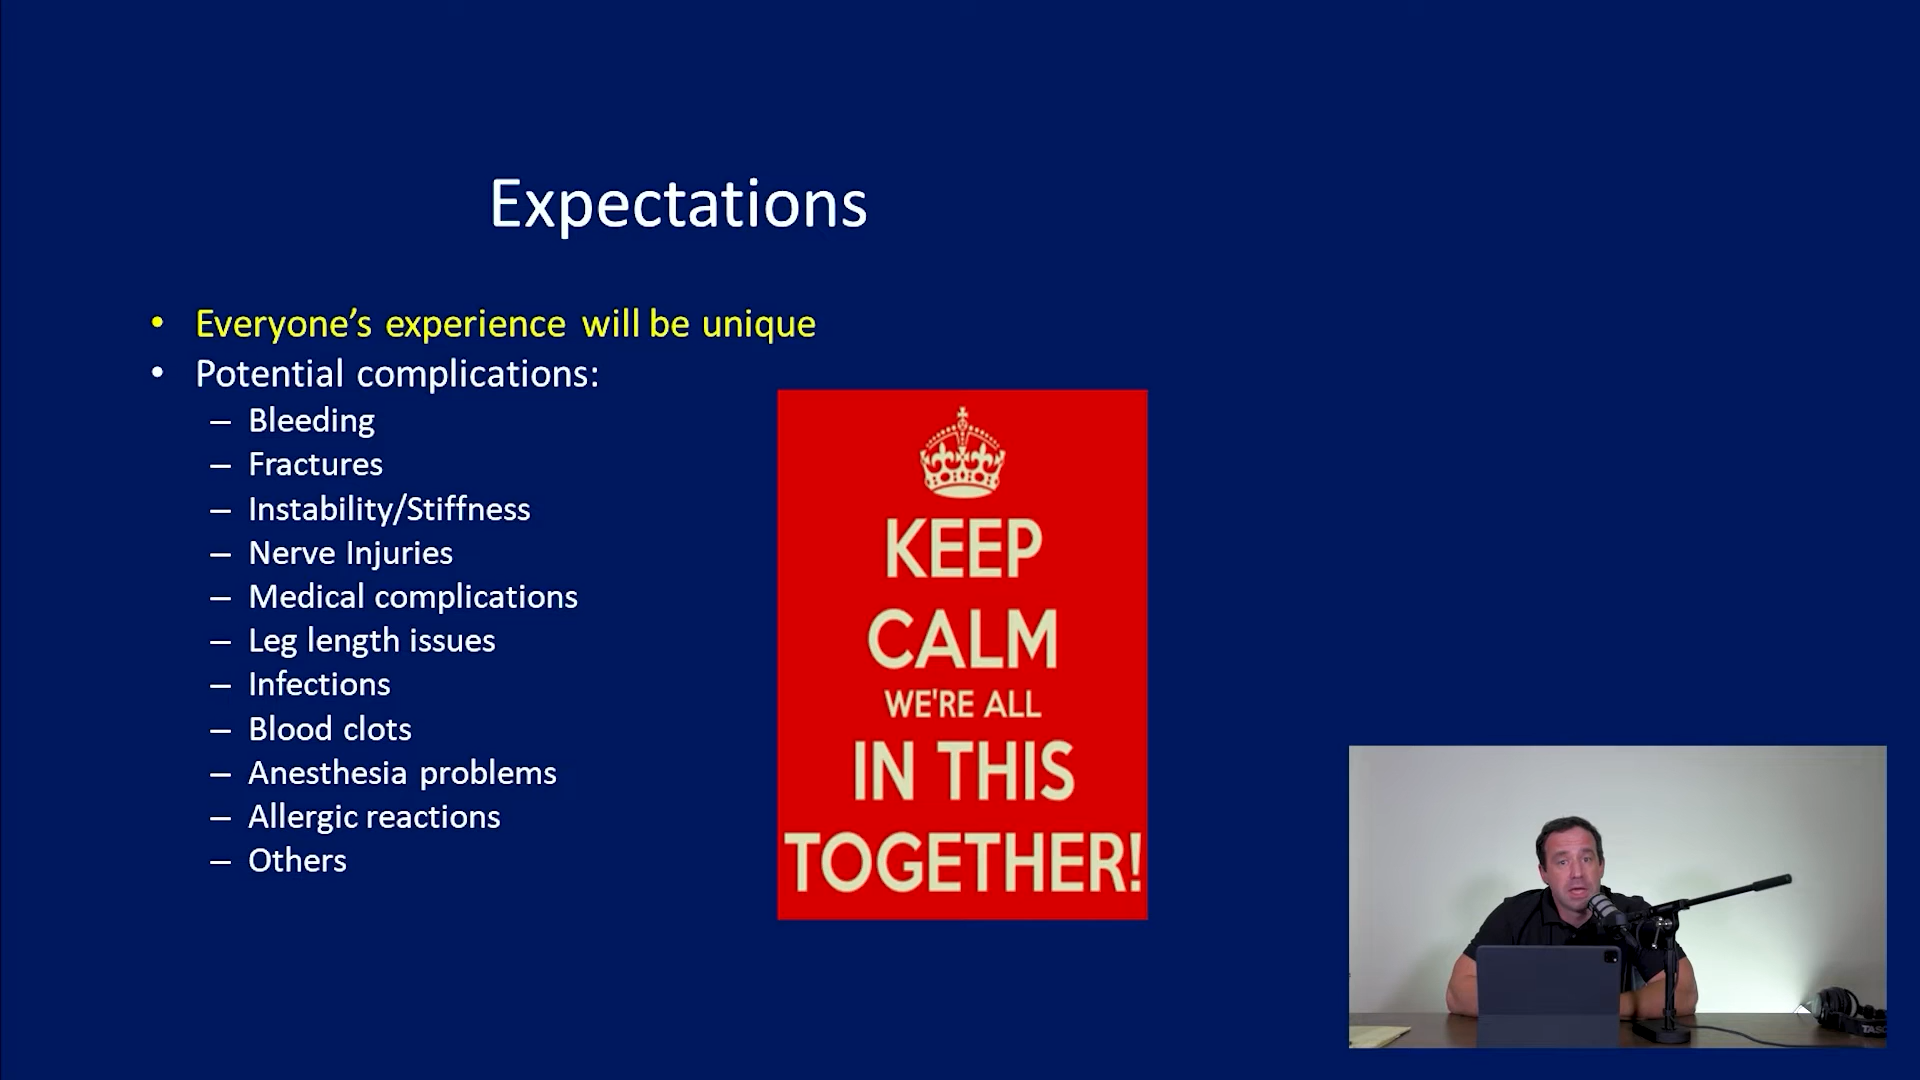 Expectations
• Everyone’s experience will be unique
• Potential complications:
– Bleeding
– Fractures
– Instability/Stiffness
– Nerve Injuries
– Medical complications
– Leg length issues
– Infections
– Blood clots
– Anesthesia problems
– Allergic reactions
– Others
KEEP
CALM
WE'RE ALL
IN THIS
TOGETHER!